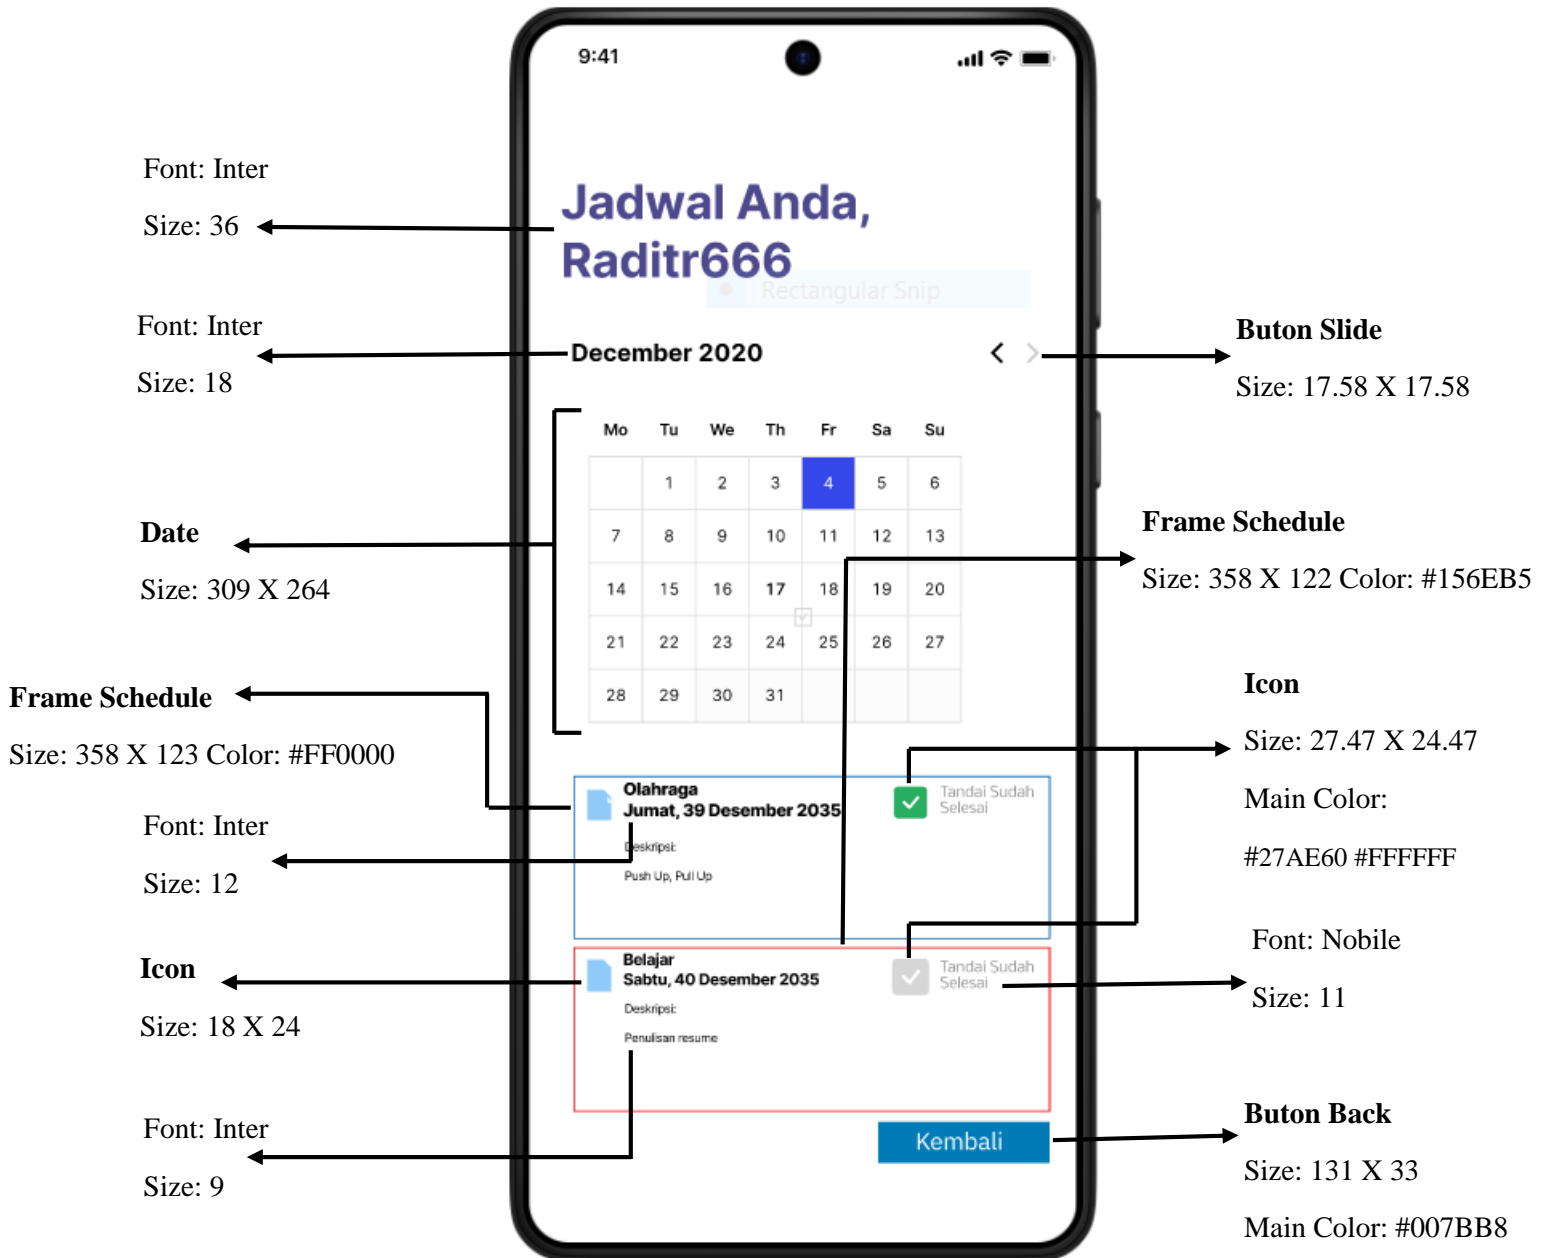 9:41
Font: Inter
Size: 36
Jadwal Anda,
Raditr666
Rectangular Snip
Font: Inter
Size: 18
December 2020
Buton Slide
Size: 17.58 X 17.58
Mo Tu We Th Fr Sa Su
1 2 3 4 5 6
7 8 9 10 11 12 13
14 15 16 17 18 19 20
21 22 23 24 25 26 27
28 29 30 31
Date
Size: 309 X 264
Frame Schedule
Size: 358 X 122 Color: #156EB5
Frame Schedule
Size: 358 X 123 Color: #FF0000
Icon
Size: 27.47 X 24.47
Main Color:
#27AE60 #FFFFFF
Olahraga
Jumat, 39 Desember 2035
Tandai Sudah
Selesai
Deskripsi:
Push Up, Pull Up
Font: Inter
Size: 12
Belajar
Sabtu, 40 Desember 2035
Tandai Sudah
Selesai
Deskripsi:
Penulisan resume
Font: Nobile
Size: 11
Icon
Size: 18 X 24
Font: Inter
Size: 9
Kembali
Buton Back
Size: 131 X 33
Main Color: #007BB8